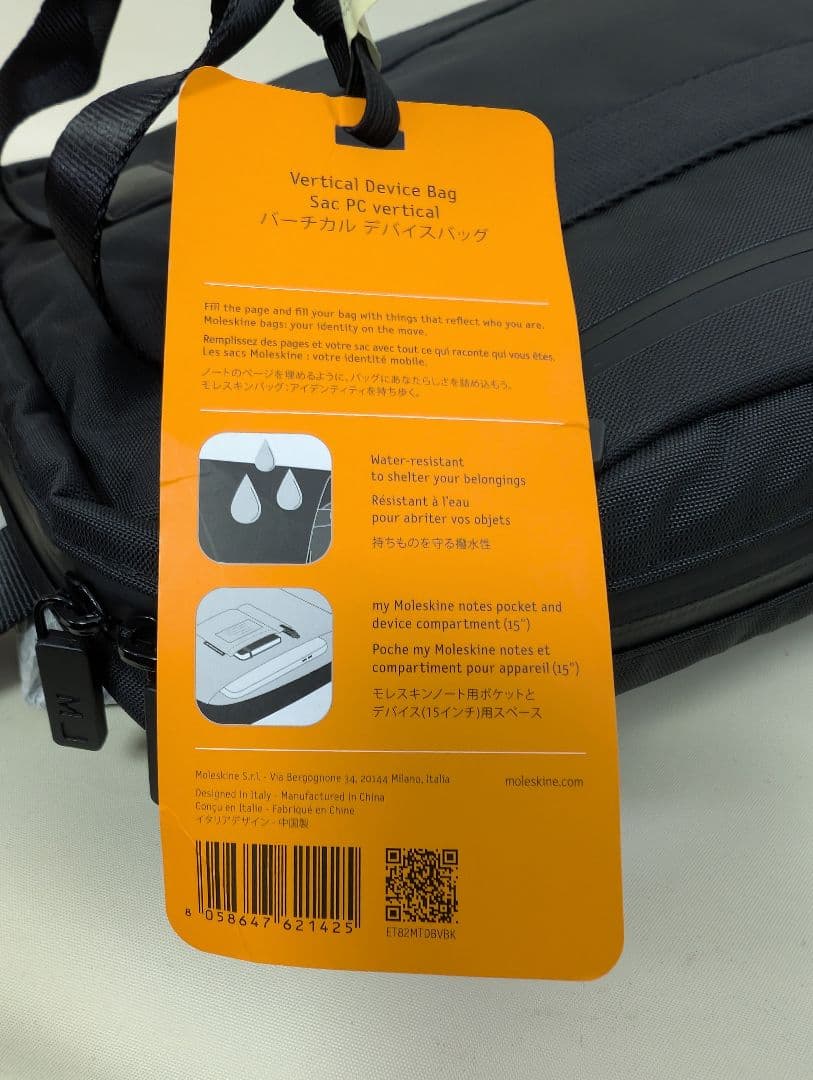 Vertical Device Bag
Sac PC vertical
バーチカル デバイスバッグ
Fill the page and fill your bag with things that reflect who you are.
Moleskine bags: your identity on the move.
Remplissez des pages et votre sac avec tout ce qui raconte qui vous êtes.
Les sacs Moleskine : votre identité mobile.
ノートのページを埋めるように、バッグにあなたらしさを詰め込もう。
モレスキンバッグ：アイデンティティを持ち歩く。
Water-resistant
to shelter your belongings
Résistant à l'eau
pour abriter vos objets
持ちものを守る撥水性
my Moleskine notes pocket and
device compartment (15")
Poche my Moleskine notes et
compartiment pour appareil (15")
モレスキンノート用ポケットと
デバイス(15インチ)用スペース
Moleskine S.r.l. - Via Bergognone 34, 20144 Milano, Italia
moleskine.com
Designed in Italy - Manufactured in China
Conçu en Italie - Fabriqué en Chine
イタリアデザイン - 中国製
8 058647 621425
ET82MTDBVBK
M J